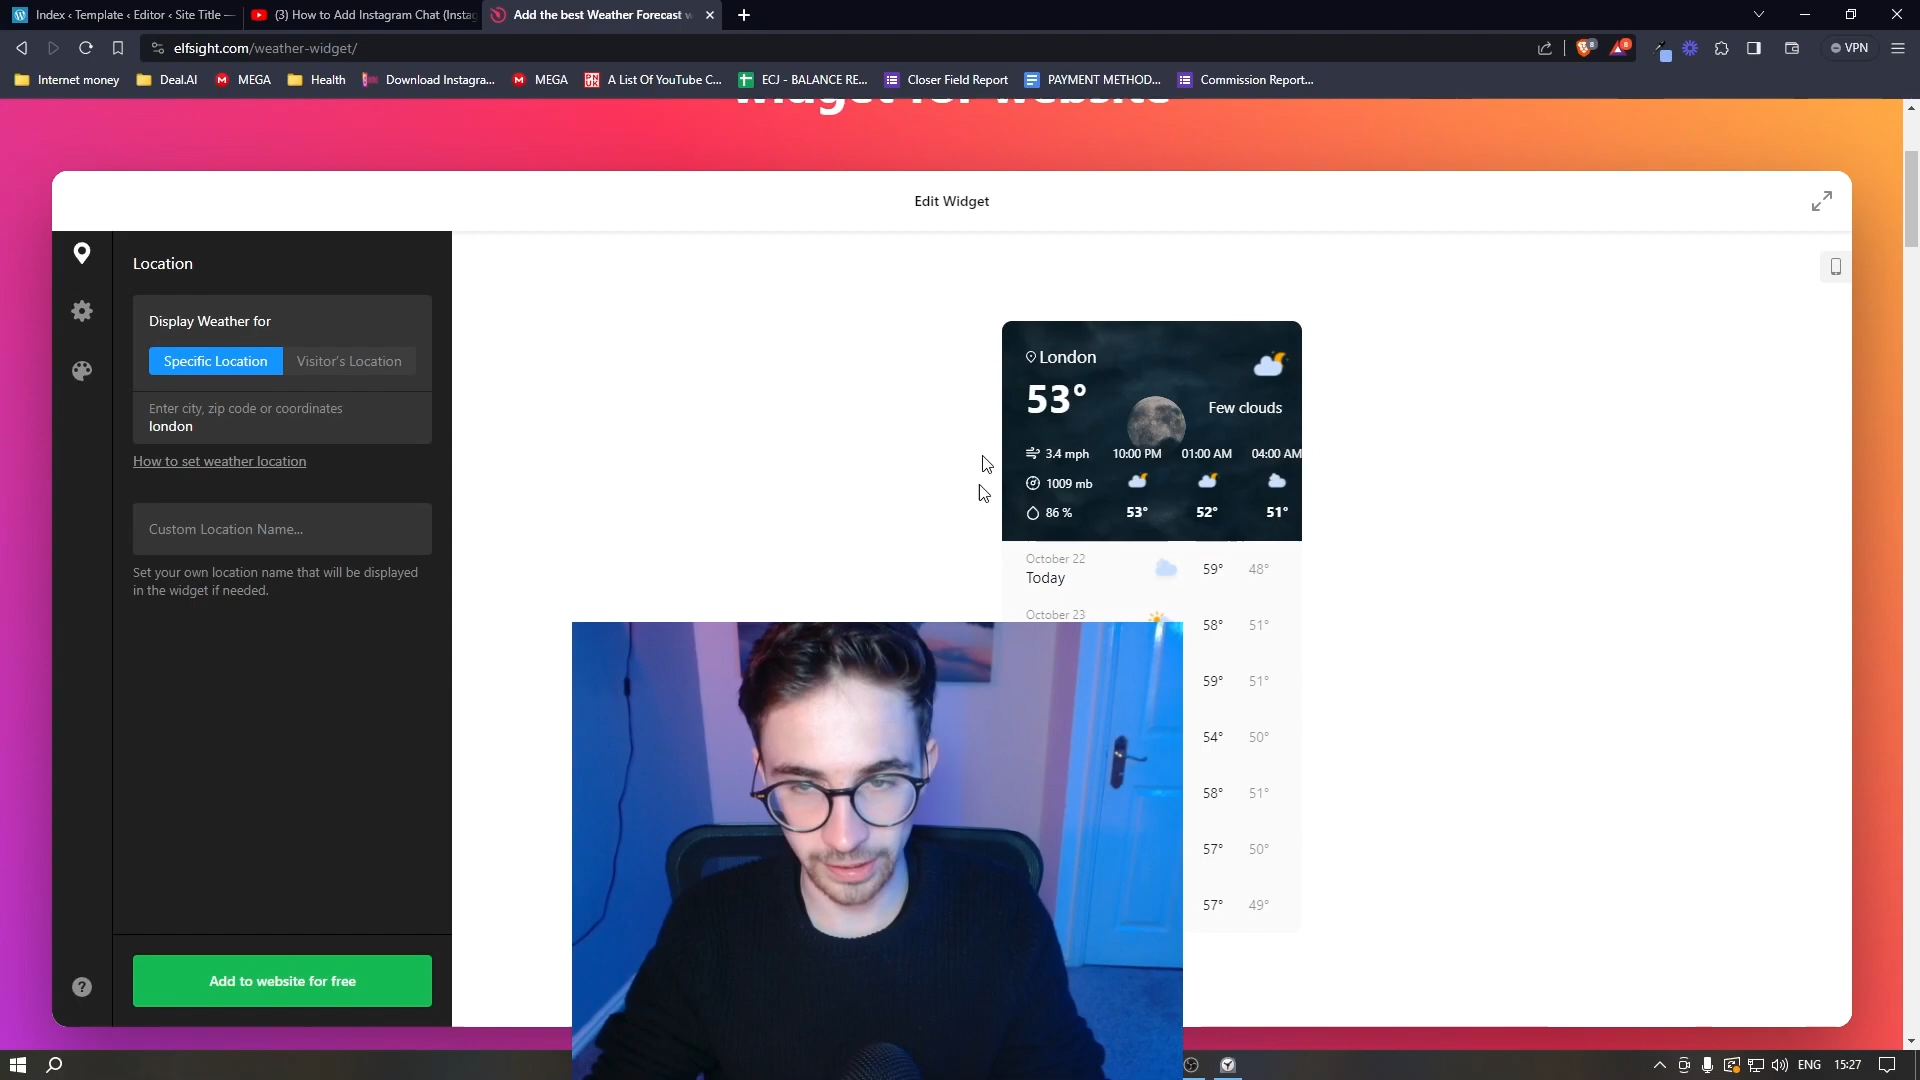 Index ‹ Template ‹ Editor ‹ Site Title —
(3) How to Add Instagram Chat (Insta
Add the best Weather Forecast
elfsight.com/weather-widget/
VPN
Internet money
Deal.AI
MEGA
Health
Download Instagra...
MEGA
A List Of YouTube C...
ECJ - BALANCE RE...
Closer Field Report
PAYMENT METHOD...
Commission Report...
widget for website
Edit Widget
Location
Display Weather for
Specific Location
Visitor's Location
Enter city, zip code or coordinates
london
How to set weather location
Custom Location Name...
Set your own location name that will be displayed
in the widget if needed.
Add to website for free
London
53°
Few clouds
3.4 mph
10:00 PM
01:00 AM
04:00 AM
1009 mb
86 %
53°
52°
51°
October 22
Today
59°
48°
October 23
58°
51°
59°
51°
54°
50°
58°
51°
57°
50°
57°
49°
ENG
15:27